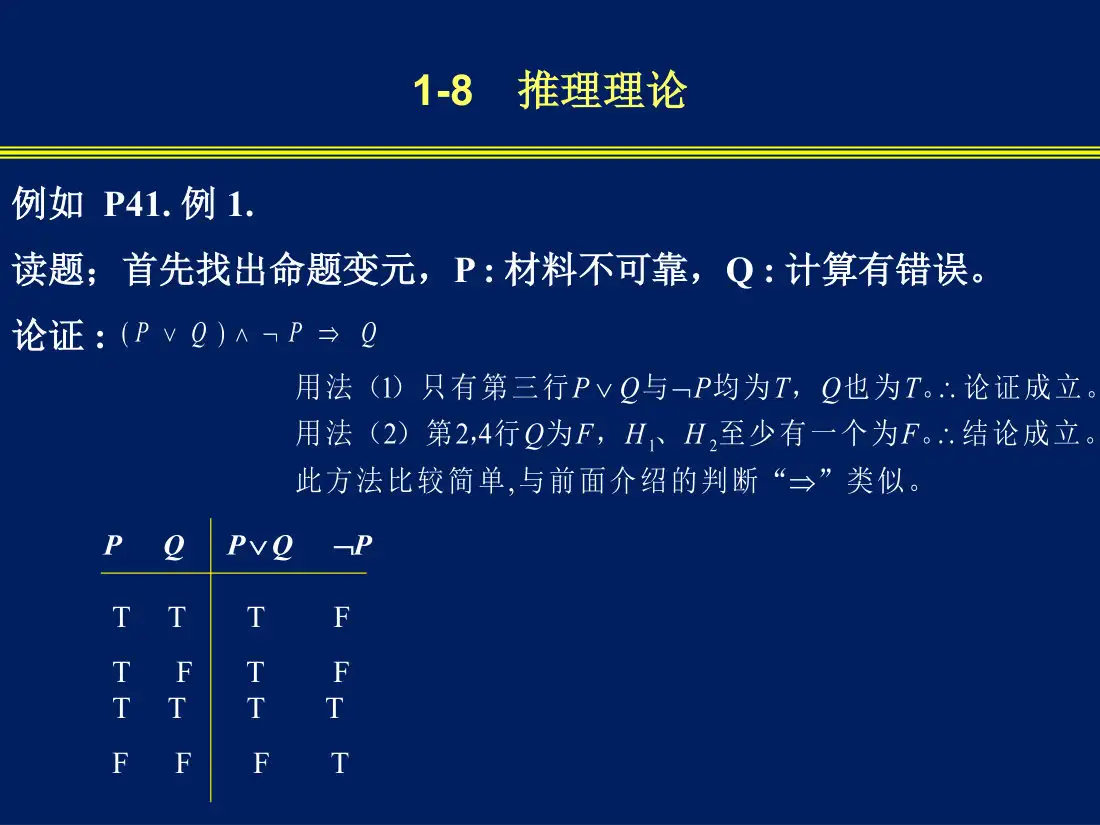 1-8 推理理论
例如 P41. 例 1.
读题；首先找出命题变元，P : 材料不可靠，Q : 计算有错误。
论证 : ( P ∨ Q ) ∧ ¬ P ⇒ Q
用法（1）只有第三行P∨Q与¬P均为T，Q也为T。∴论证成立。
用法（2）第2,4行Q为F，H₁、H₂至少有一个为F。∴结论成立。
此方法比较简单,与前面介绍的判断“⇒”类似。
P Q P∨Q ¬P
T T T F
T F T F
T T T T
F F F T